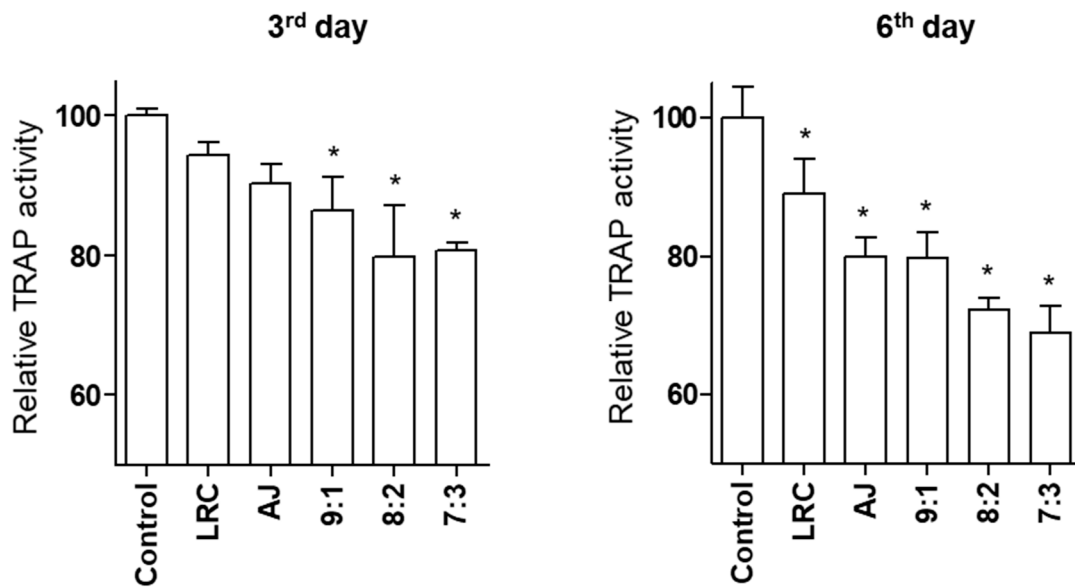 3rd day
Relative TRAP activity
100
80
60
*
*
*
Control
LRC
AJ
9:1
8:2
7:3
6th day
Relative TRAP activity
100
80
60
*
*
*
*
*
Control
LRC
AJ
9:1
8:2
7:3